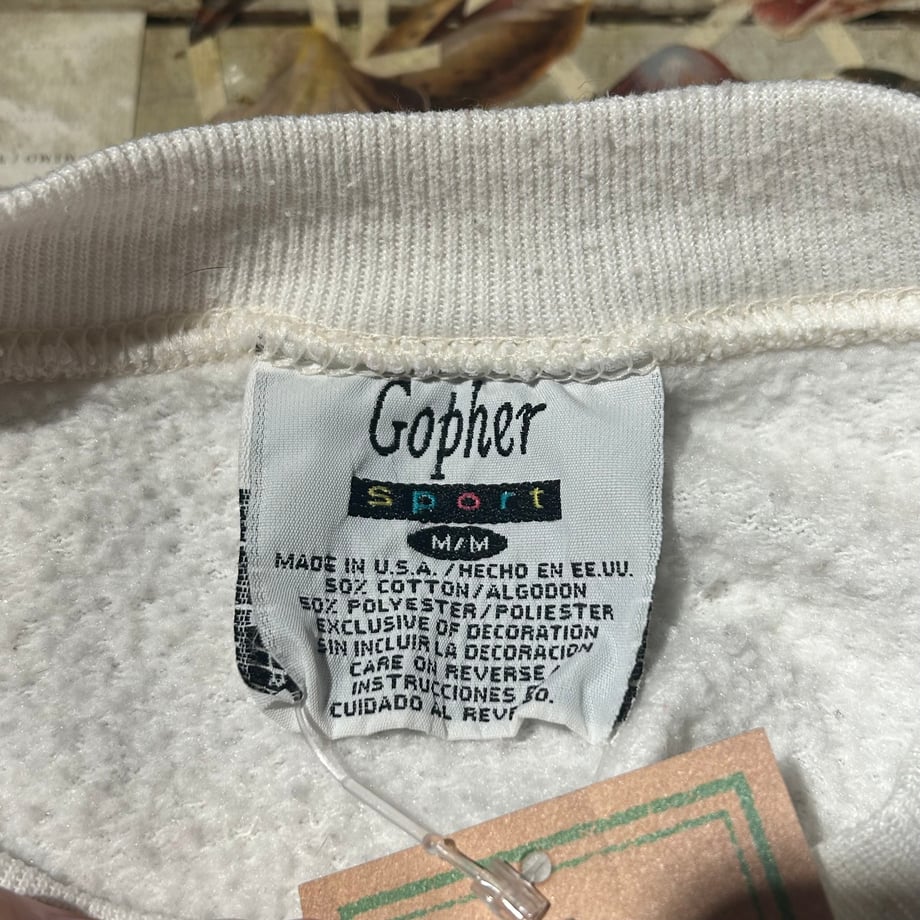 Gopher
Sport
M/M
MADE IN U.S.A./HECHO EN EE.UU.
50% COTTON/ALGODON
50% POLYESTER/POLIESTER
EXCLUSIVE OF DECORATION
SIN INCLUIR LA DECORACION
CARE ON REVERSE/
INSTRUCCIONES
CUIDADO AL